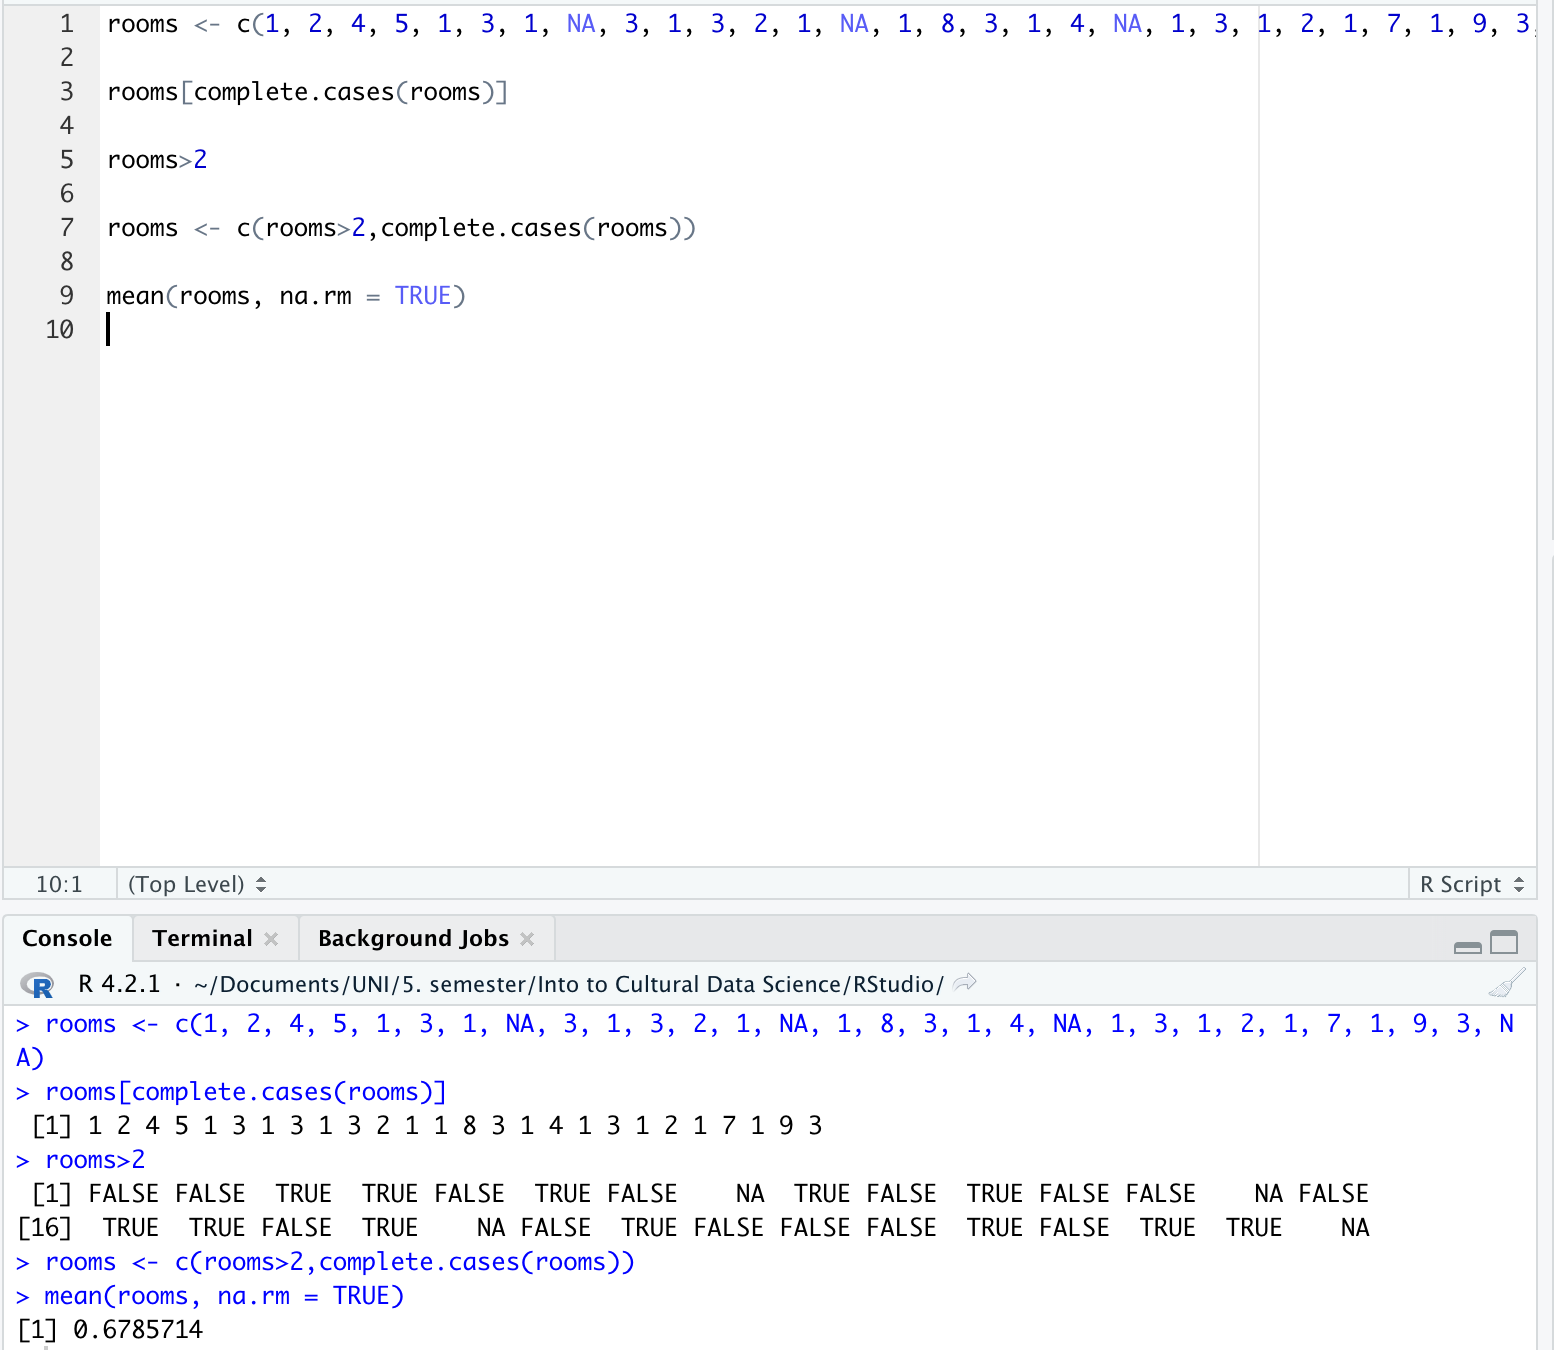 1 rooms <- c(1, 2, 4, 5, 1, 3, 1, NA, 3, 1, 3, 2, 1, NA, 1, 8, 3, 1, 4, NA, 1, 3, 1, 2, 1, 7, 1, 9, 3,
2
3 rooms[complete.cases(rooms)]
4
5 rooms>2
6
7 rooms <- c(rooms>2,complete.cases(rooms))
8
9 mean(rooms, na.rm = TRUE)
10
10:1 (Top Level) R Script
Console Terminal Background Jobs
R R 4.2.1 · ~/Documents/UNI/5. semester/Into to Cultural Data Science/RStudio/
> rooms <- c(1, 2, 4, 5, 1, 3, 1, NA, 3, 1, 3, 2, 1, NA, 1, 8, 3, 1, 4, NA, 1, 3, 1, 2, 1, 7, 1, 9, 3, N
A)
> rooms[complete.cases(rooms)]
[1] 1 2 4 5 1 3 1 3 1 3 2 1 1 8 3 1 4 1 3 1 2 1 7 1 9 3
> rooms>2
[1] FALSE FALSE TRUE TRUE FALSE TRUE FALSE NA TRUE FALSE TRUE FALSE FALSE NA FALSE
[16] TRUE TRUE FALSE TRUE NA FALSE TRUE FALSE FALSE FALSE TRUE FALSE TRUE TRUE NA
> rooms <- c(rooms>2,complete.cases(rooms))
> mean(rooms, na.rm = TRUE)
[1] 0.6785714